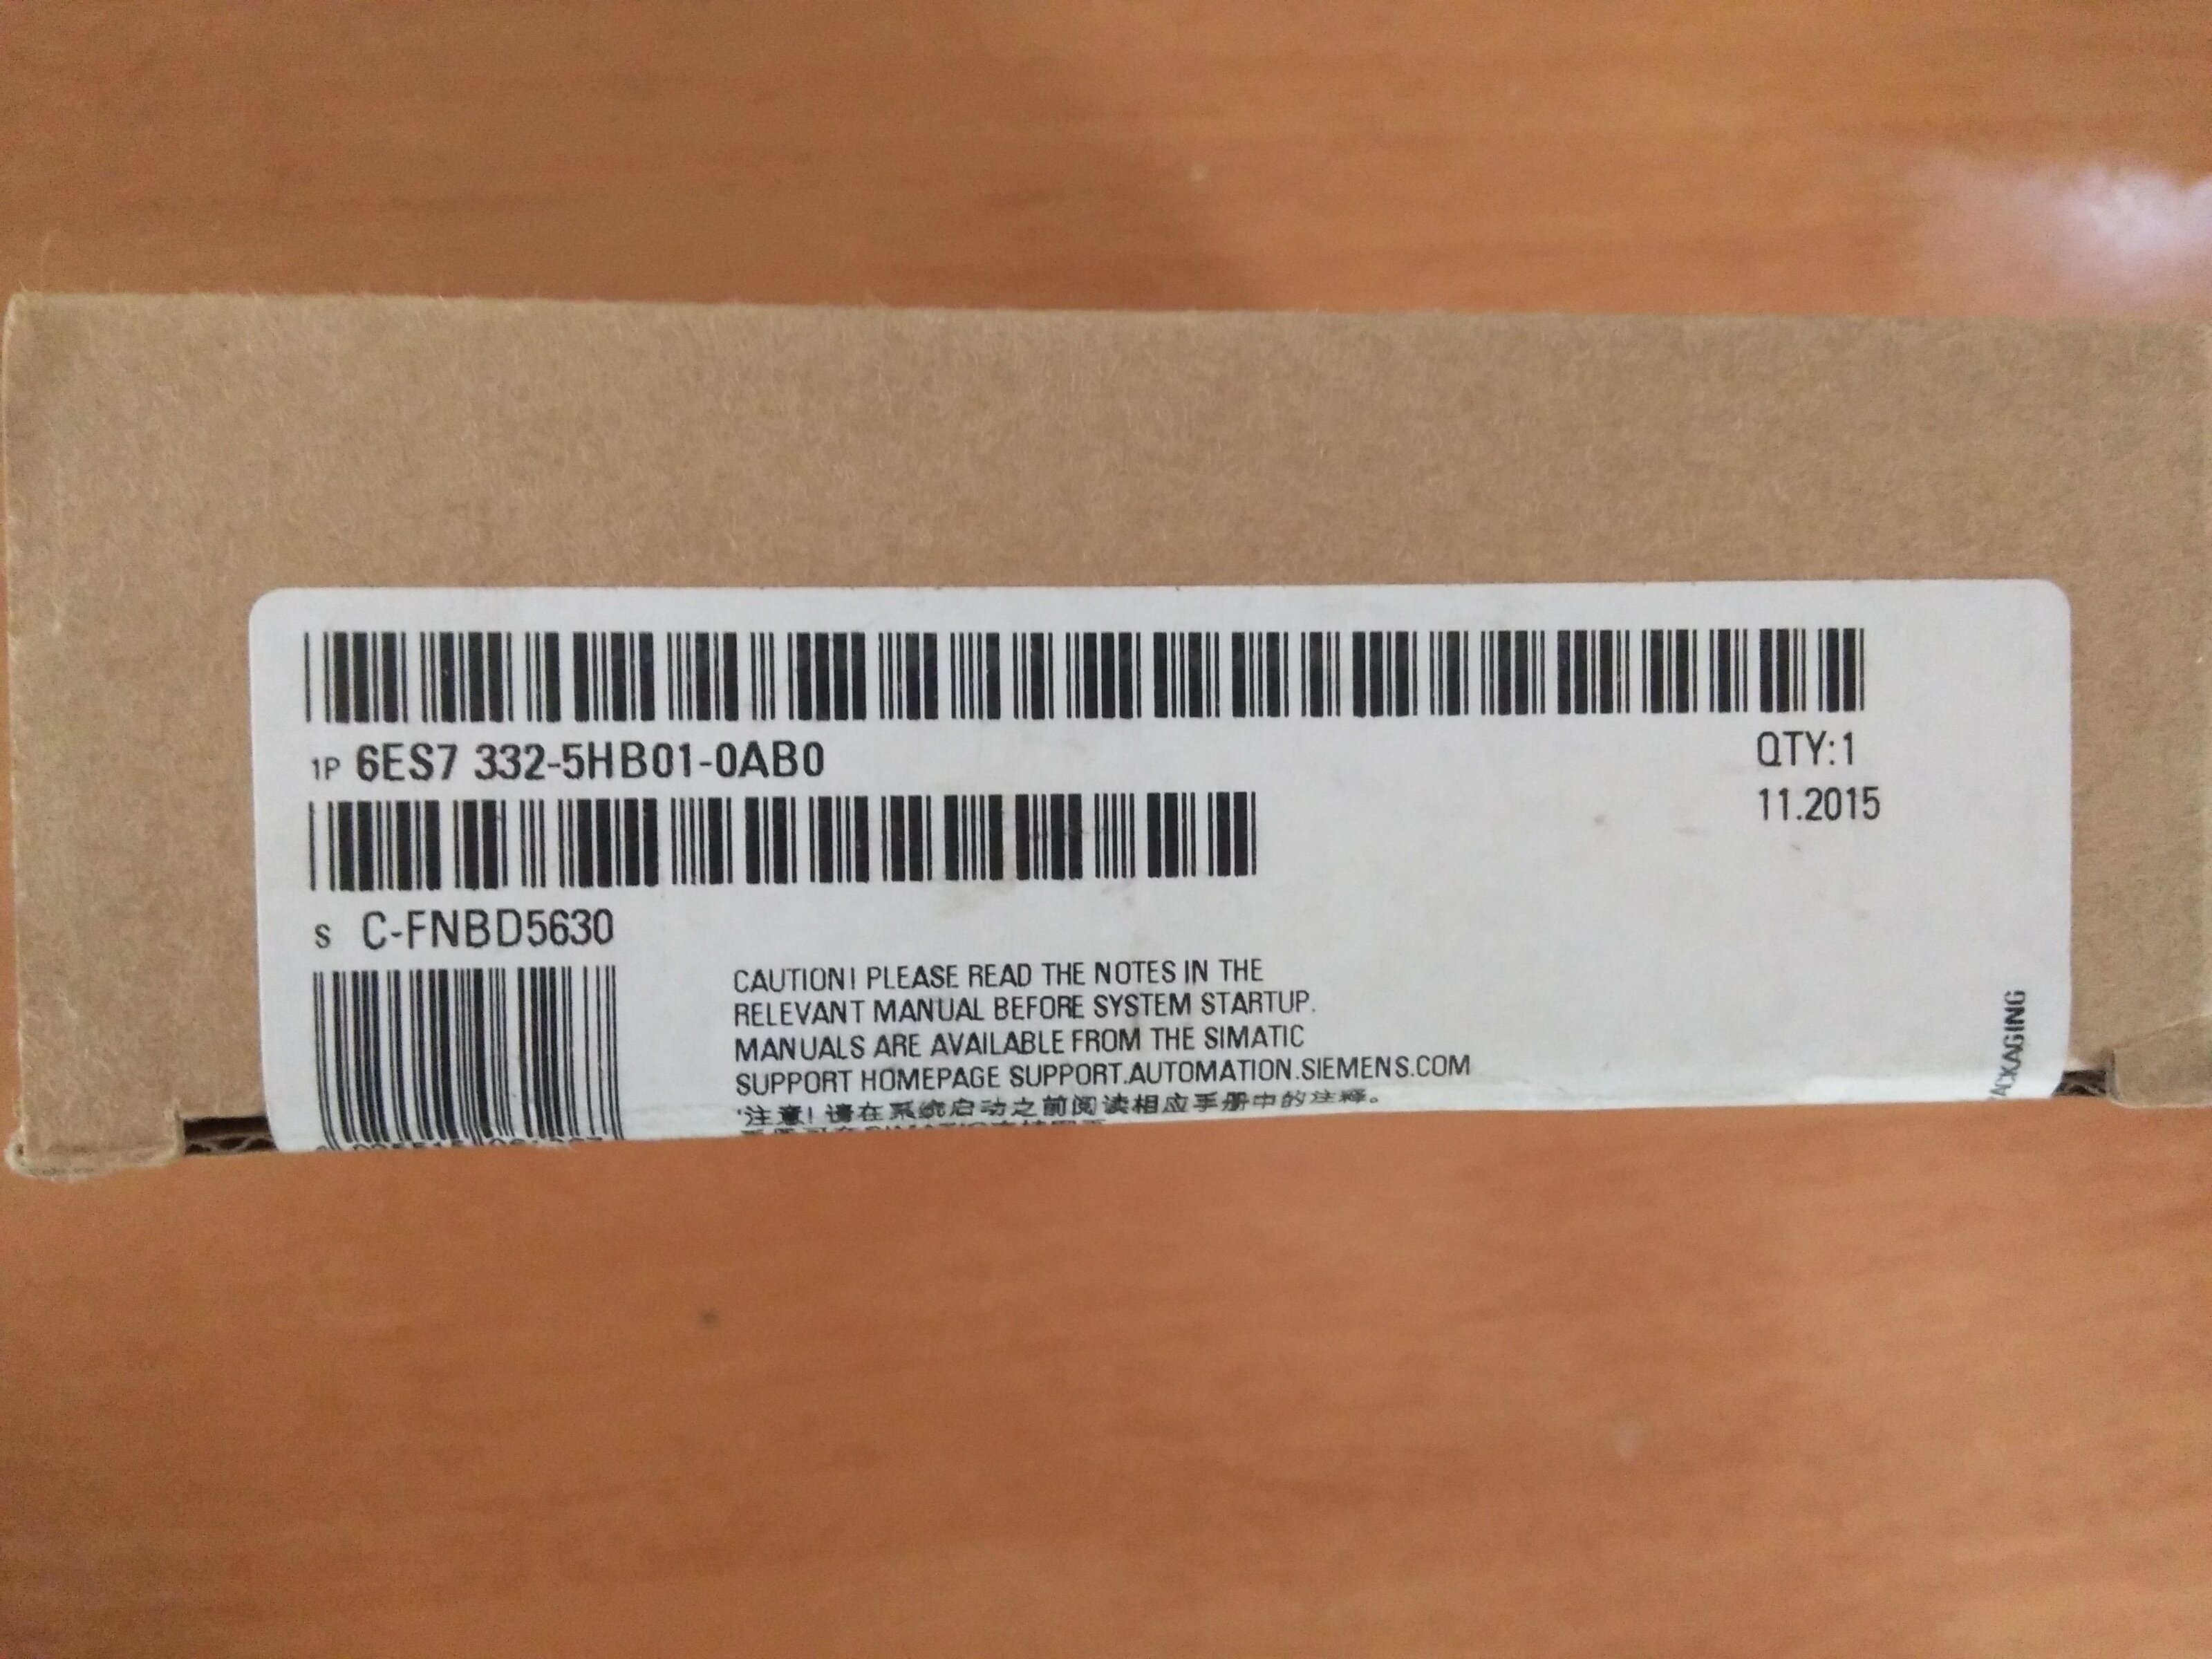 1P 6ES7 332-5HB01-0AB0
QTY:1
11.2015
S C-FNBD5630
CAUTION! PLEASE READ THE NOTES IN THE
RELEVANT MANUAL BEFORE SYSTEM STARTUP.
MANUALS ARE AVAILABLE FROM THE SIMATIC
SUPPORT HOMEPAGE SUPPORT.AUTOMATION.SIEMENS.COM
'注意! 请在系统启动之前阅读相应手册中的注释。
ACKAGING